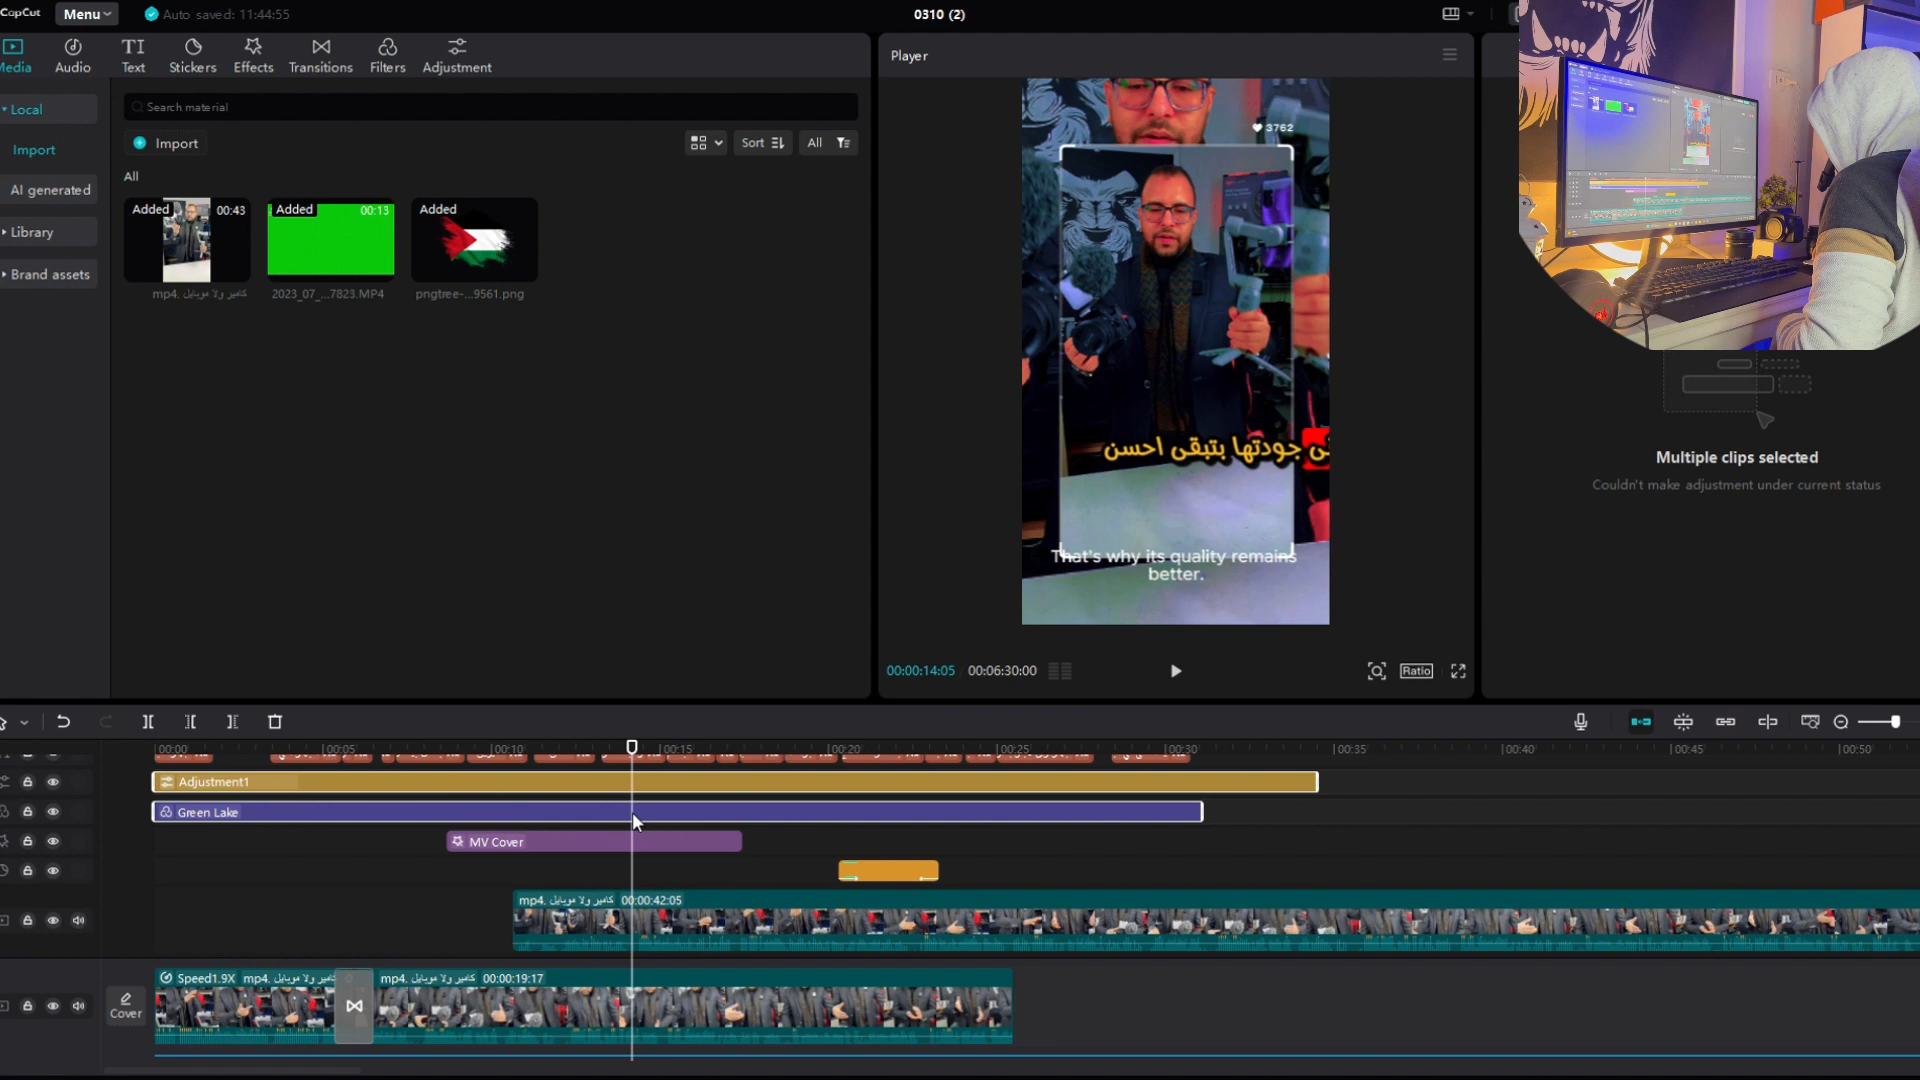 CapCut
Menu
Auto saved: 11:44:55
0310 (2)
Media
Audio
Text
Stickers
Effects
Transitions
Filters
Adjustment
Local
Import
AI generated
Library
Brand assets
Search material
Import
Sort
All
All
Added
00:43
كامير ولا موبايل .mp4
Added
00:13
2023_07_...7823.MP4
Added
pngtree-...9561.png
Player
3762
جودتها بتبقى احسن
That's why its quality remains
better.
00:00:14:05
00:06:30:00
Ratio
Multiple clips selected
Couldn't make adjustment under current status
00:00
00:05
00:10
00:15
00:20
00:25
00:30
00:35
00:40
00:45
00:50
Adjustment1
Green Lake
MV Cover
كامير ولا موبايل .mp4 00:00:42:05
Cover
Speed1.9X
كامير ولا موبايل .mp4
كامير ولا موبايل .mp4 00:00:19:17